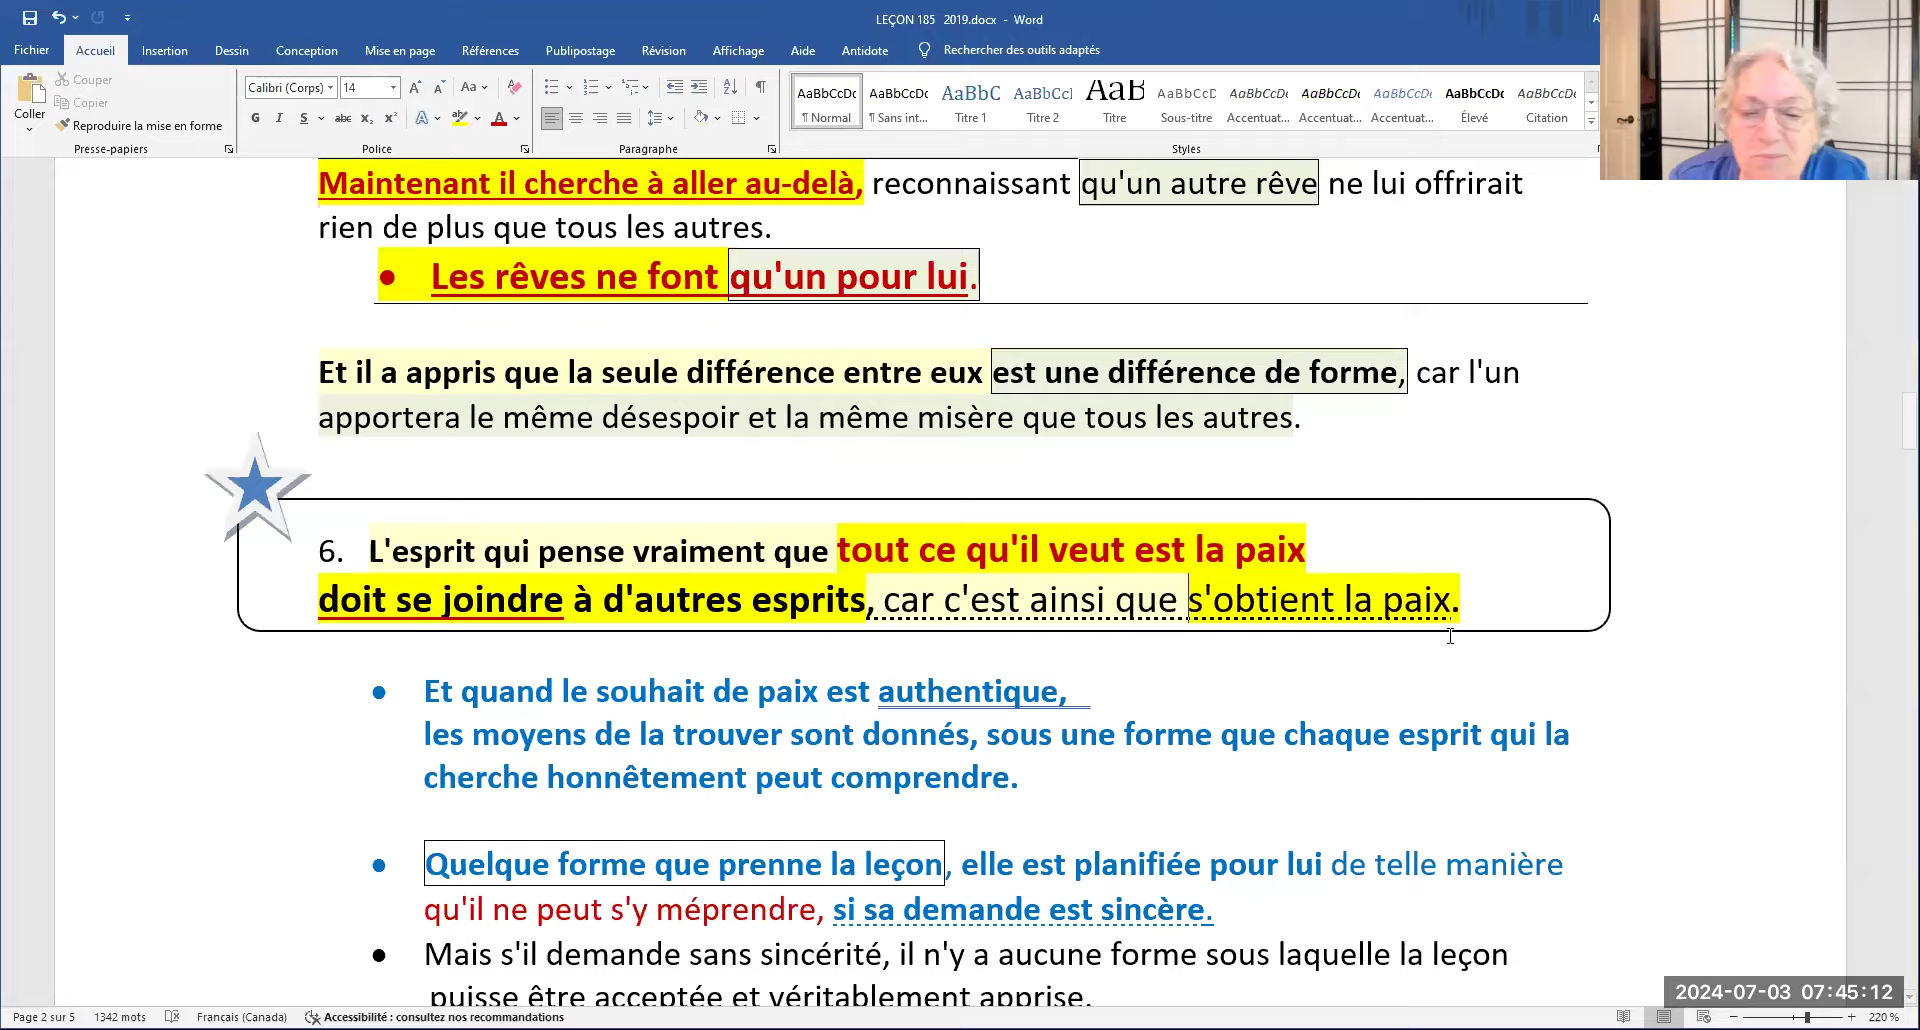 LEÇON 185 2019.docx - Word
Fichier Accueil Insertion Dessin Conception Mise en page Références Publipostage Révision Affichage Aide Antidote Rechercher des outils adaptés
Coller
Couper
Copier
Reproduire la mise en forme
Presse-papiers
Calibri (Corps) 14
G I S abc x₂ x²
Police
Paragraphe
AaBbCcDc AaBbCcDc AaBbC AaBbCcI AaB AaBbCcD AaBbCcDc AaBbCcDc AaBbCcDc AaBbCcDc AaBbCcDc
¶ Normal ¶ Sans int... Titre 1 Titre 2 Titre Sous-titre Accentuat... Accentuat... Accentuat... Élevé Citation
Styles
Maintenant il cherche à aller au-delà, reconnaissant qu'un autre rêve ne lui offrirait
rien de plus que tous les autres.
• Les rêves ne font qu'un pour lui.
Et il a appris que la seule différence entre eux est une différence de forme, car l'un
apportera le même désespoir et la même misère que tous les autres.
6. L'esprit qui pense vraiment que tout ce qu'il veut est la paix
doit se joindre à d'autres esprits, car c'est ainsi que s'obtient la paix.
• Et quand le souhait de paix est authentique,
les moyens de la trouver sont donnés, sous une forme que chaque esprit qui la
cherche honnêtement peut comprendre.
• Quelque forme que prenne la leçon, elle est planifiée pour lui de telle manière
qu'il ne peut s'y méprendre, si sa demande est sincère.
• Mais s'il demande sans sincérité, il n'y a aucune forme sous laquelle la leçon
puisse être acceptée et véritablement apprise.
2024-07-03 07:45:12
Page 2 sur 5 1342 mots Français (Canada) Accessibilité : consultez nos recommandations 220 %